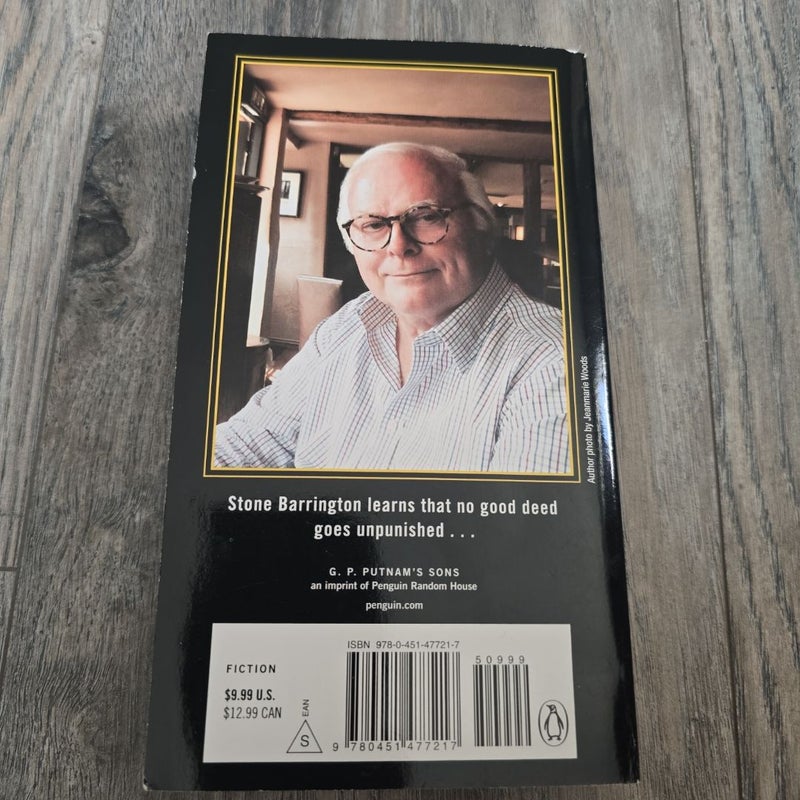 Author photo by Jeanmarie Woods
Stone Barrington learns that no good deed
goes unpunished . . .
G. P. PUTNAM'S SONS
an imprint of Penguin Random House
penguin.com
ISBN 978-0-451-47721-7
50999
FICTION
$9.99 U.S.
$12.99 CAN
S
EAN
9 780451 477217